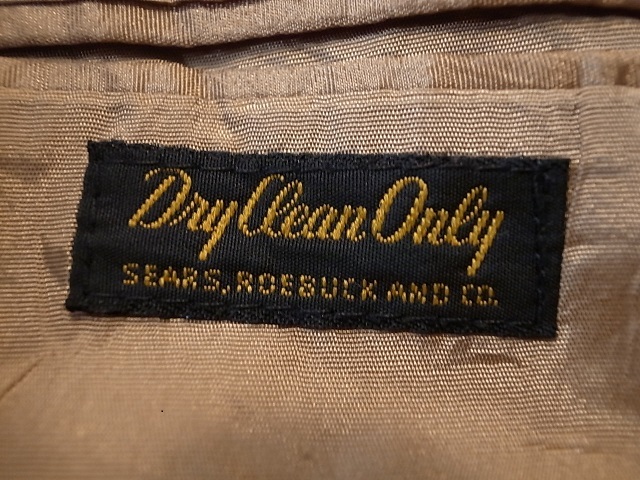 Dry Clean Only
SEARS, ROEBUCK AND CO.